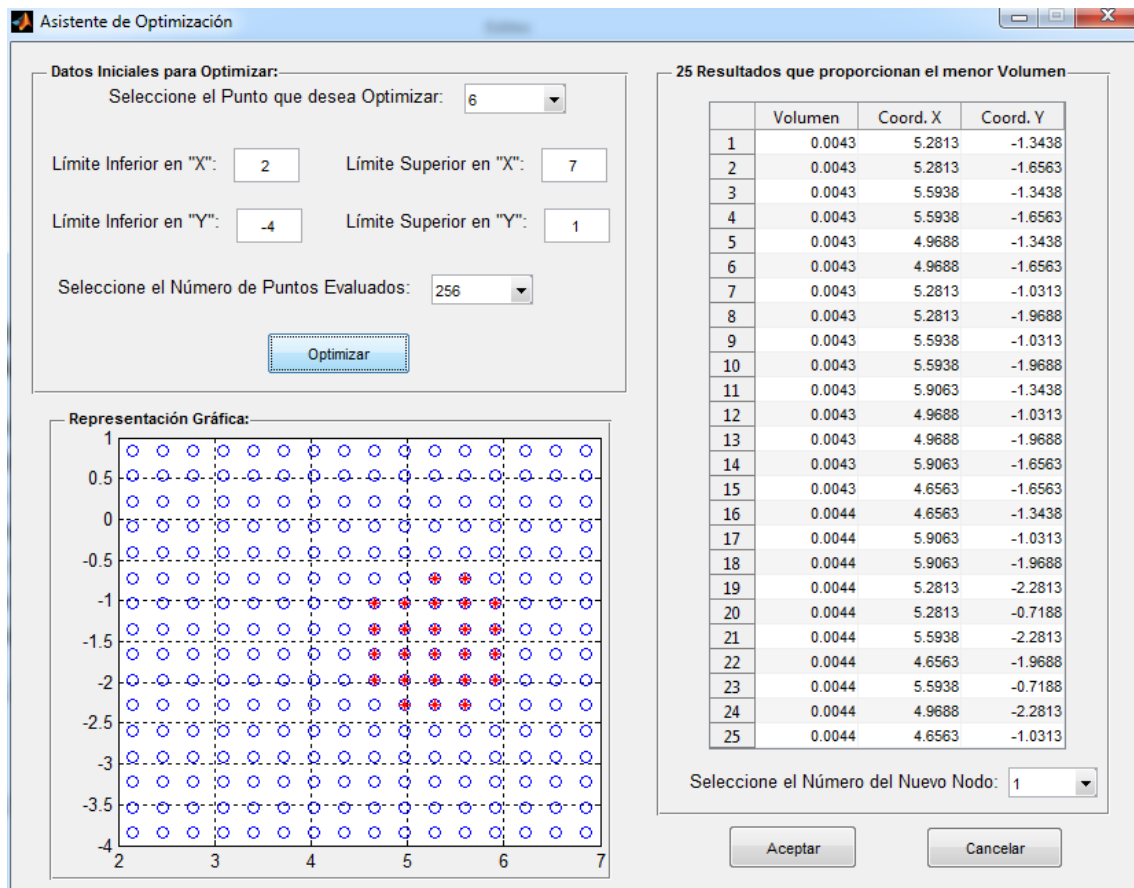 Asistente de Optimización
Datos Iniciales para Optimizar:
Seleccione el Punto que desea Optimizar: 6
Límite Inferior en "X": 2 Límite Superior en "X": 7
Límite Inferior en "Y": -4 Límite Superior en "Y": 1
Seleccione el Número de Puntos Evaluados: 256
Optimizar
Representación Gráfica:
1
0.5
0
-0.5
-1
-1.5
-2
-2.5
-3
-3.5
-4
2 3 4 5 6 7
25 Resultados que proporcionan el menor Volumen
Volumen Coord. X Coord. Y
1 0.0043 5.2813 -1.3438
2 0.0043 5.2813 -1.6563
3 0.0043 5.5938 -1.3438
4 0.0043 5.5938 -1.6563
5 0.0043 4.9688 -1.3438
6 0.0043 4.9688 -1.6563
7 0.0043 5.2813 -1.0313
8 0.0043 5.2813 -1.9688
9 0.0043 5.5938 -1.0313
10 0.0043 5.5938 -1.9688
11 0.0043 5.9063 -1.3438
12 0.0043 4.9688 -1.0313
13 0.0043 4.9688 -1.9688
14 0.0043 5.9063 -1.6563
15 0.0043 4.6563 -1.6563
16 0.0044 4.6563 -1.3438
17 0.0044 5.9063 -1.0313
18 0.0044 5.9063 -1.9688
19 0.0044 5.2813 -2.2813
20 0.0044 5.2813 -0.7188
21 0.0044 5.5938 -2.2813
22 0.0044 4.6563 -1.9688
23 0.0044 5.5938 -0.7188
24 0.0044 4.9688 -2.2813
25 0.0044 4.6563 -1.0313
Seleccione el Número del Nuevo Nodo: 1
Aceptar Cancelar